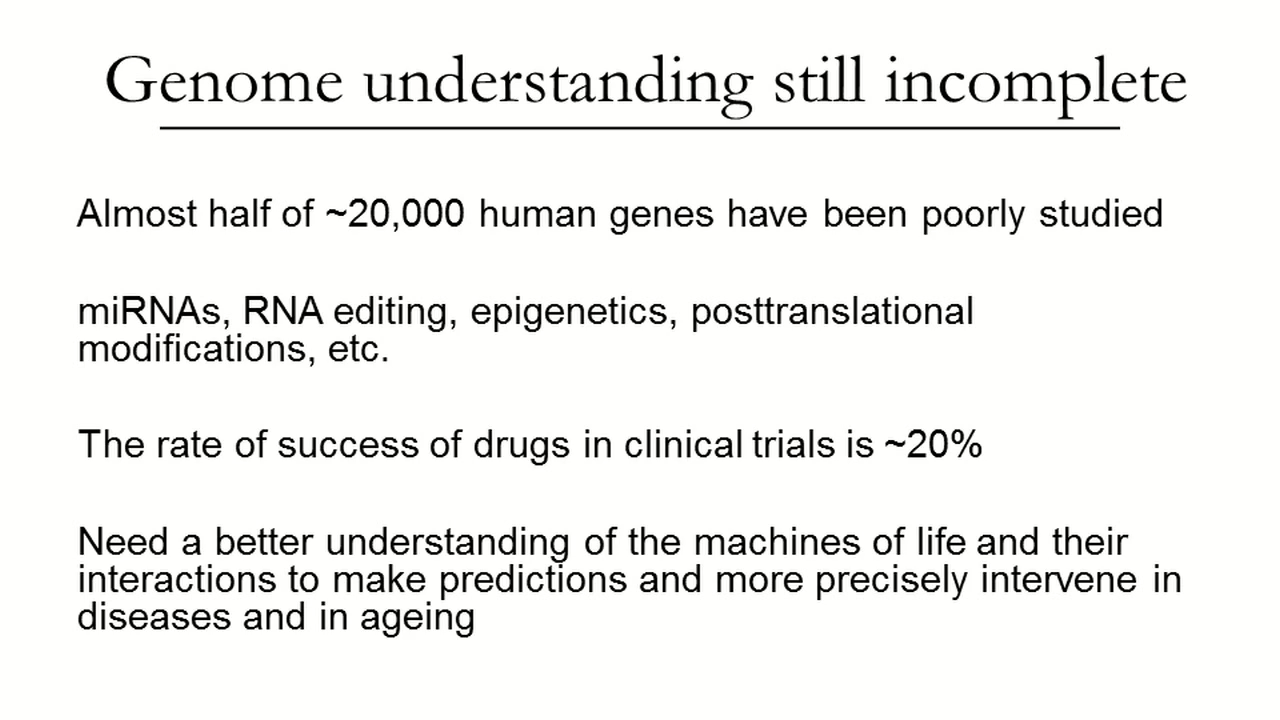 Genome understanding still incomplete
Almost half of ~20,000 human genes have been poorly studied
miRNAs, RNA editing, epigenetics, posttranslational
modifications, etc.
The rate of success of drugs in clinical trials is ~20%
Need a better understanding of the machines of life and their
interactions to make predictions and more precisely intervene in
diseases and in ageing